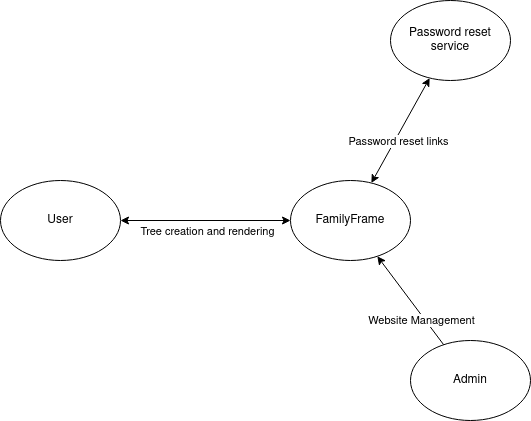 Password reset
service
Password reset links
User
FamilyFrame
Tree creation and rendering
Website Management
Admin